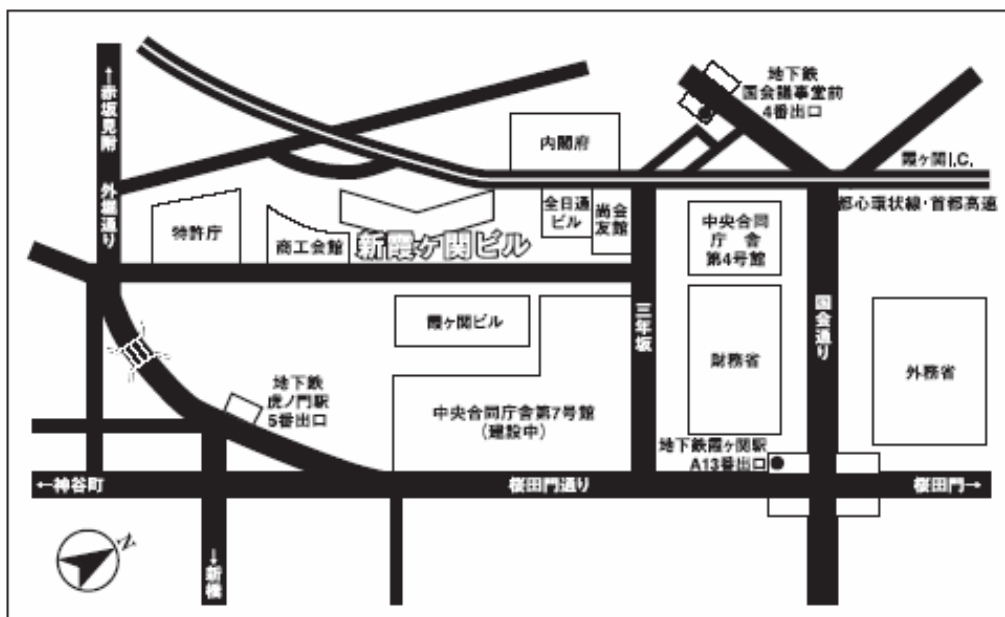 ←赤坂見附
外堀通り
地下鉄
国会議事堂前
4番出口
内閣府
霞ヶ関I.C.
都心環状線・首都高速
全日通
ビル
尚友会館
特許庁
商工会館
新霞ヶ関ビル
中央合同
庁 舎
第4号館
霞ヶ関ビル
三年坂
国会通り
財務省
外務省
地下鉄
虎ノ門駅
5番出口
中央合同庁舎第7号館
(建設中)
地下鉄霞ヶ関駅
A13番出口
←神谷町
桜田門通り
桜田門→
→新橋
N